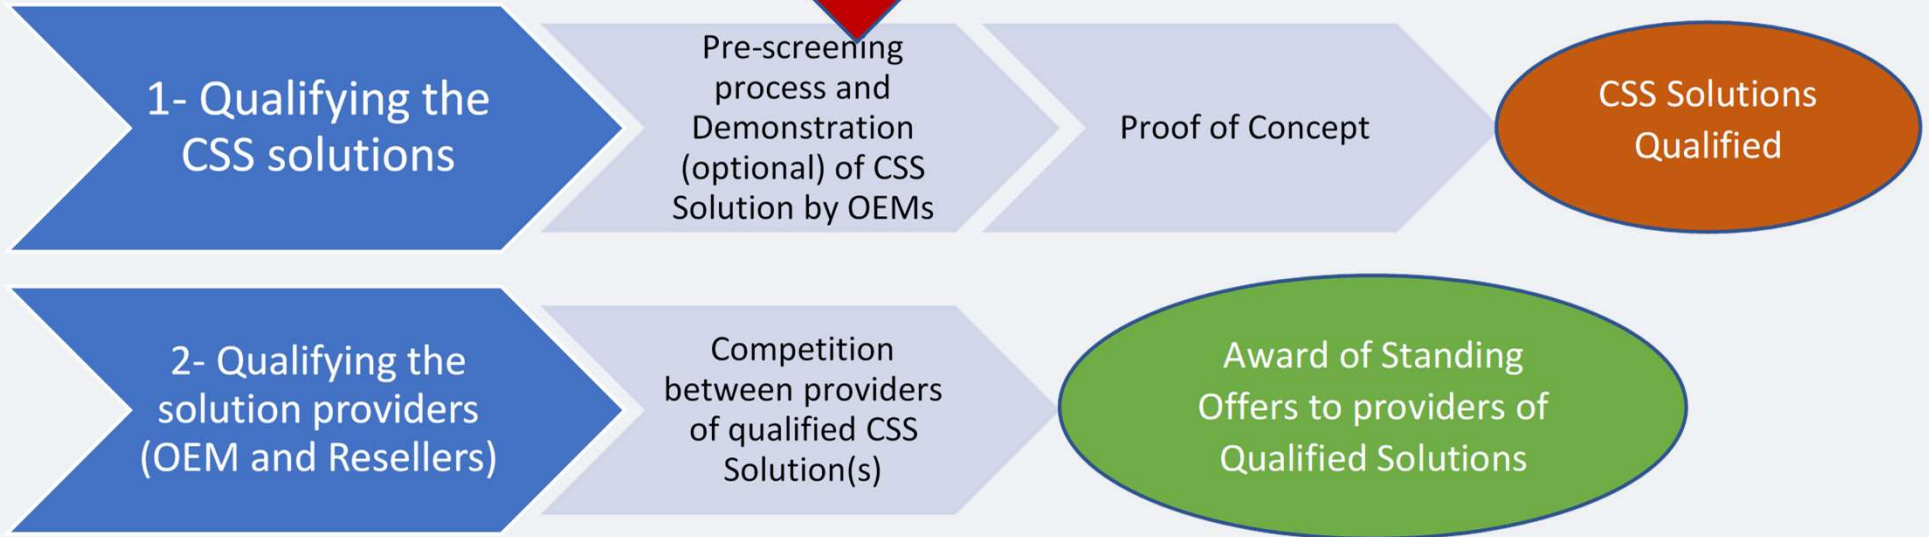 1- Qualifying the
CSS solutions
Pre-screening
process and
Demonstration
(optional) of CSS
Solution by OEMs
Proof of Concept
CSS Solutions
Qualified
2- Qualifying the
solution providers
(OEM and Resellers)
Competition
between providers
of qualified CSS
Solution(s)
Award of Standing
Offers to providers of
Qualified Solutions